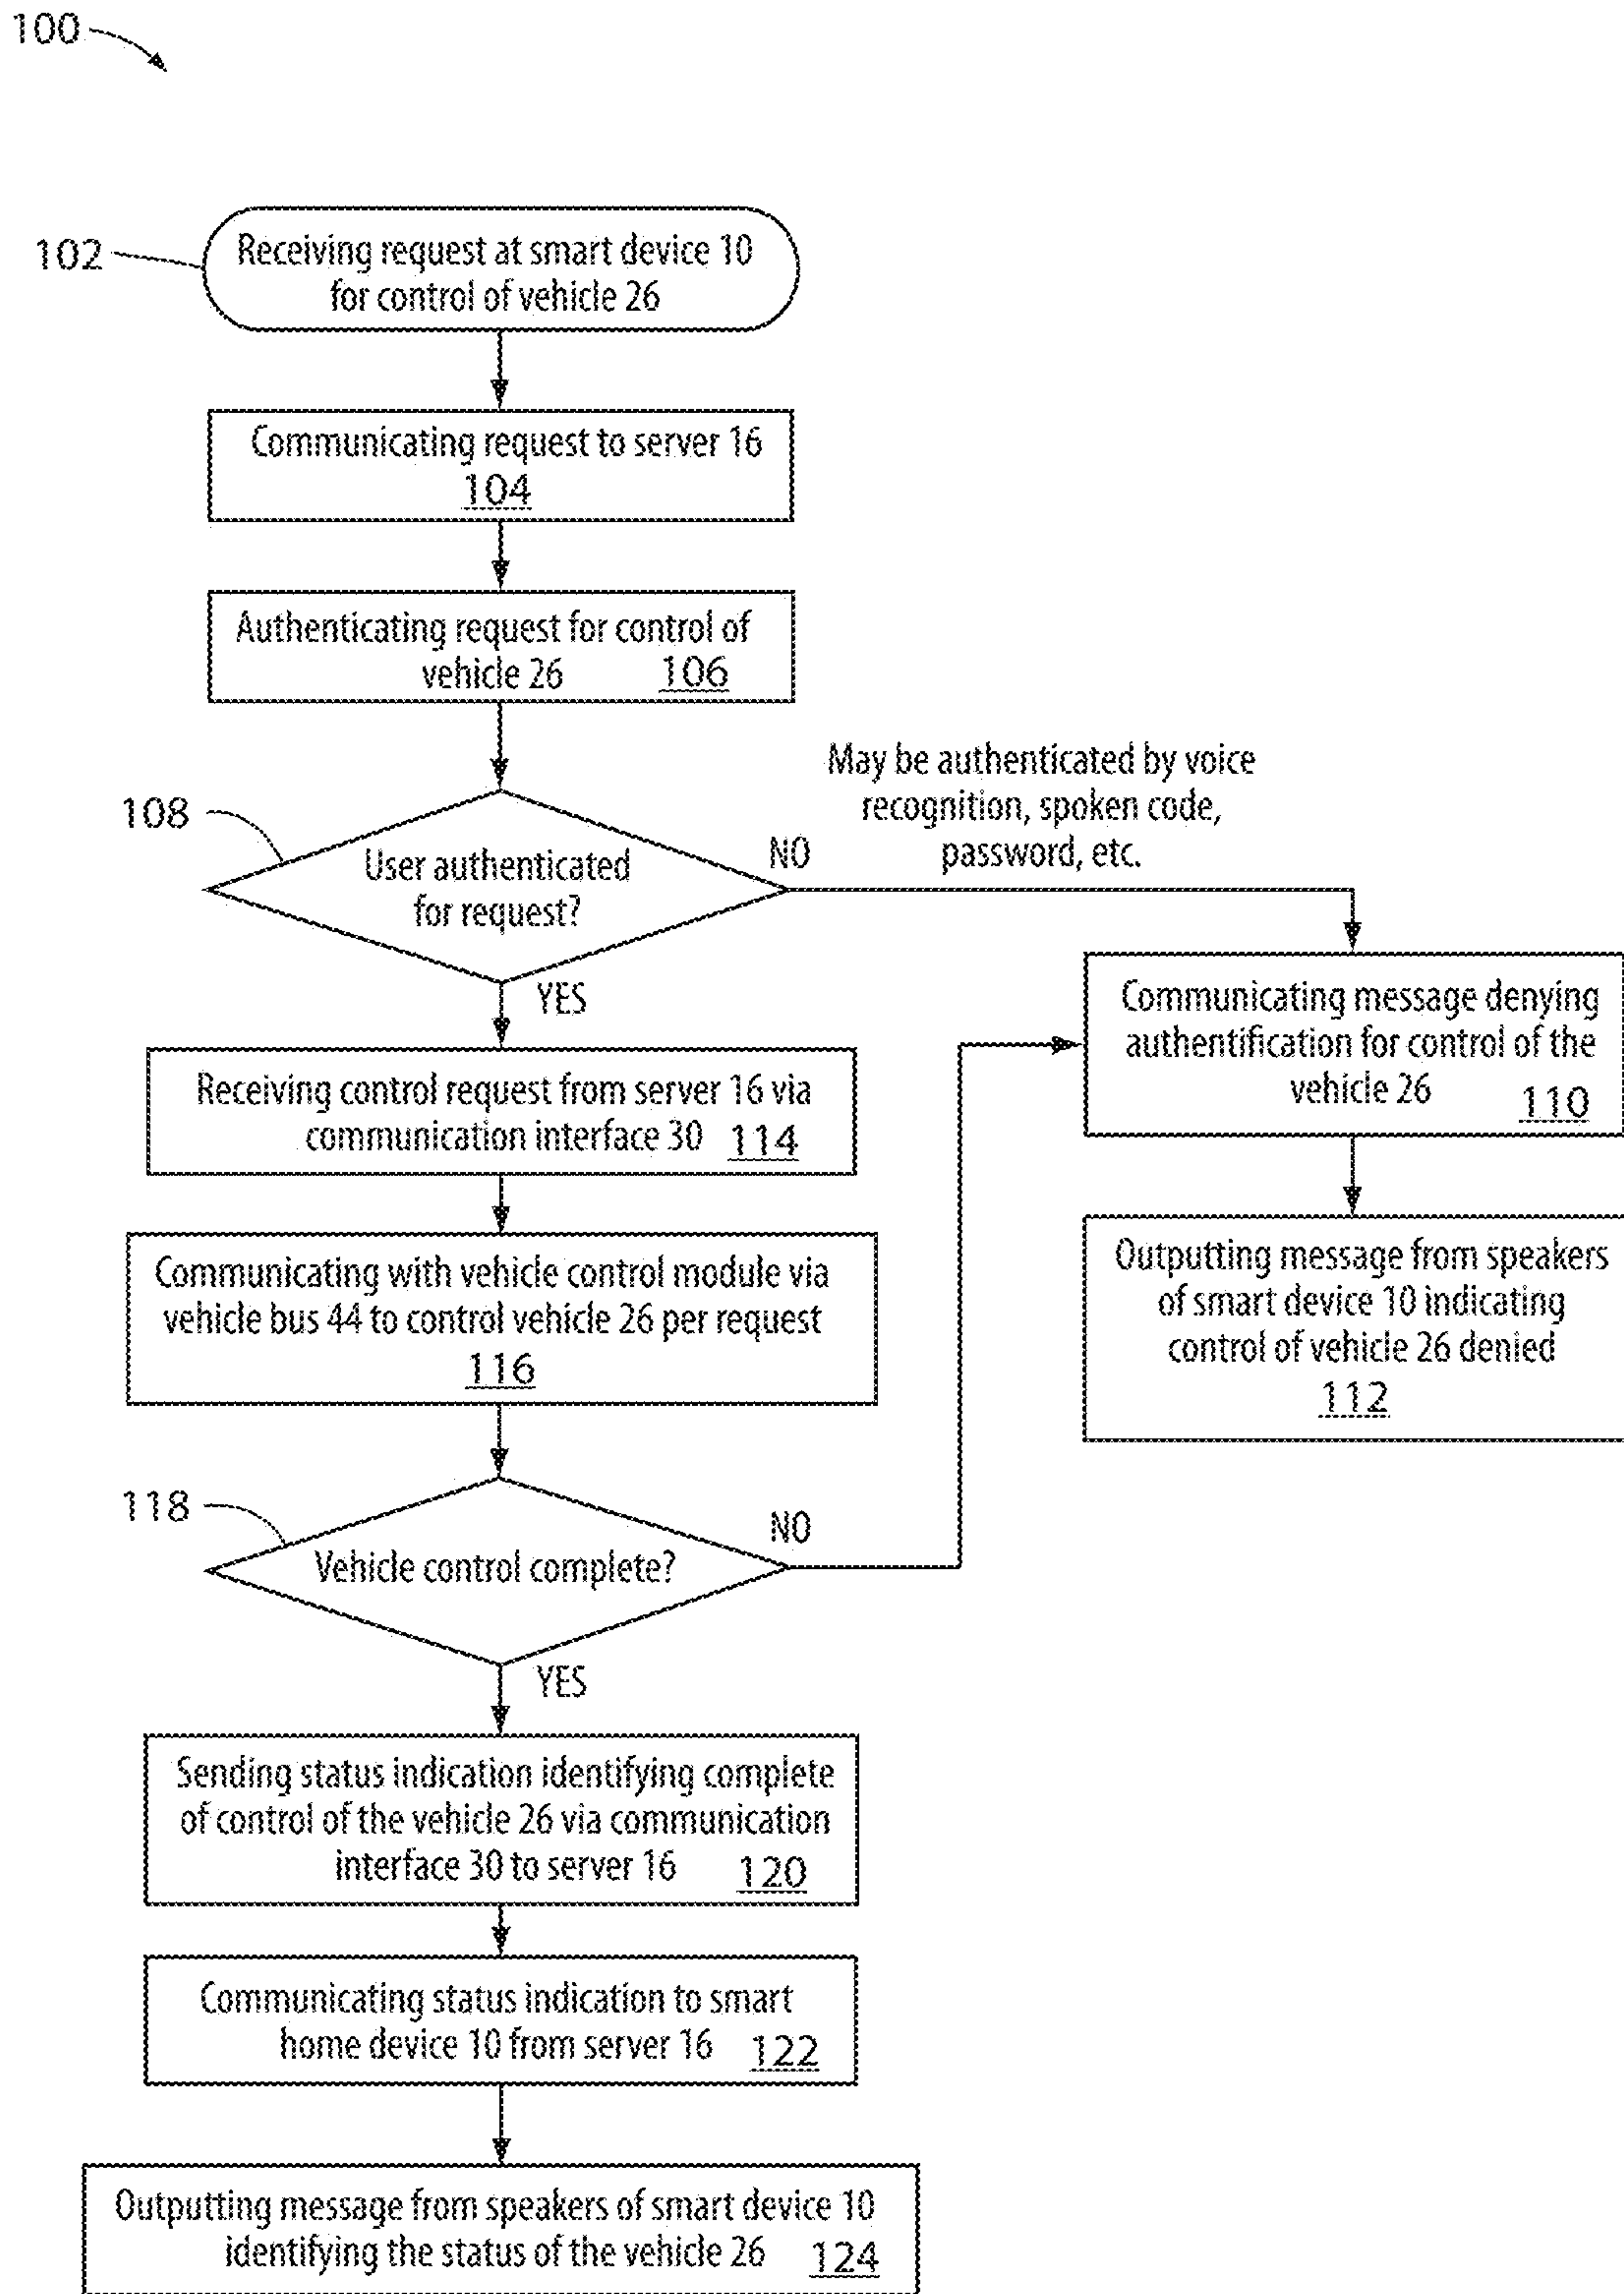 100
102
Receiving request at smart device 10
for control of vehicle 26
Communicating request to server 16
104
Authenticating request for control of
vehicle 26 106
May be authenticated by voice
recognition, spoken code,
password, etc.
108
User authenticated
for request?
NO
YES
Communicating message denying
authentification for control of the
vehicle 26 110
Receiving control request from server 16 via
communication interface 30 114
Outputting message from speakers
of smart device 10 indicating
control of vehicle 26 denied
112
Communicating with vehicle control module via
vehicle bus 44 to control vehicle 26 per request
116
118
Vehicle control complete?
NO
YES
Sending status indication identifying complete
of control of the vehicle 26 via communication
interface 30 to server 16 120
Communicating status indication to smart
home device 10 from server 16 122
Outputting message from speakers of smart device 10
identifying the status of the vehicle 26 124